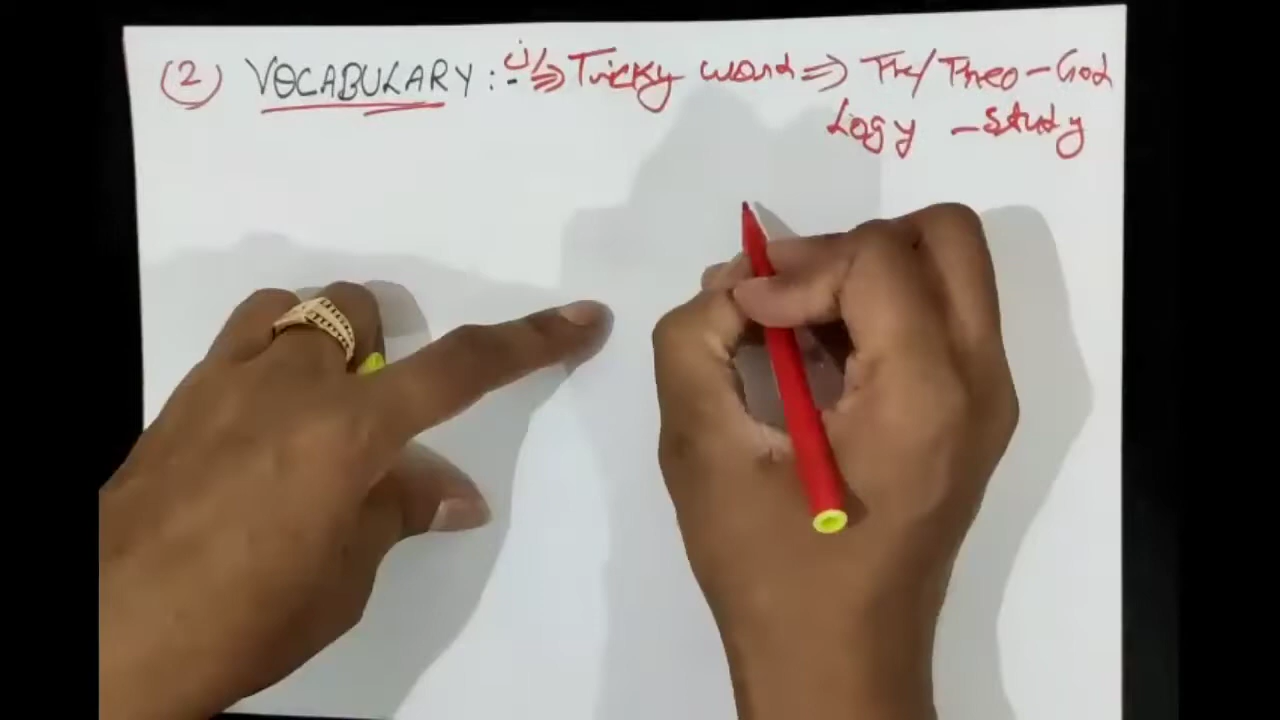 (2) VOCABULARY :- i/ ⇒ Tricky word ⇒ The/Theo-God
Logy - Study